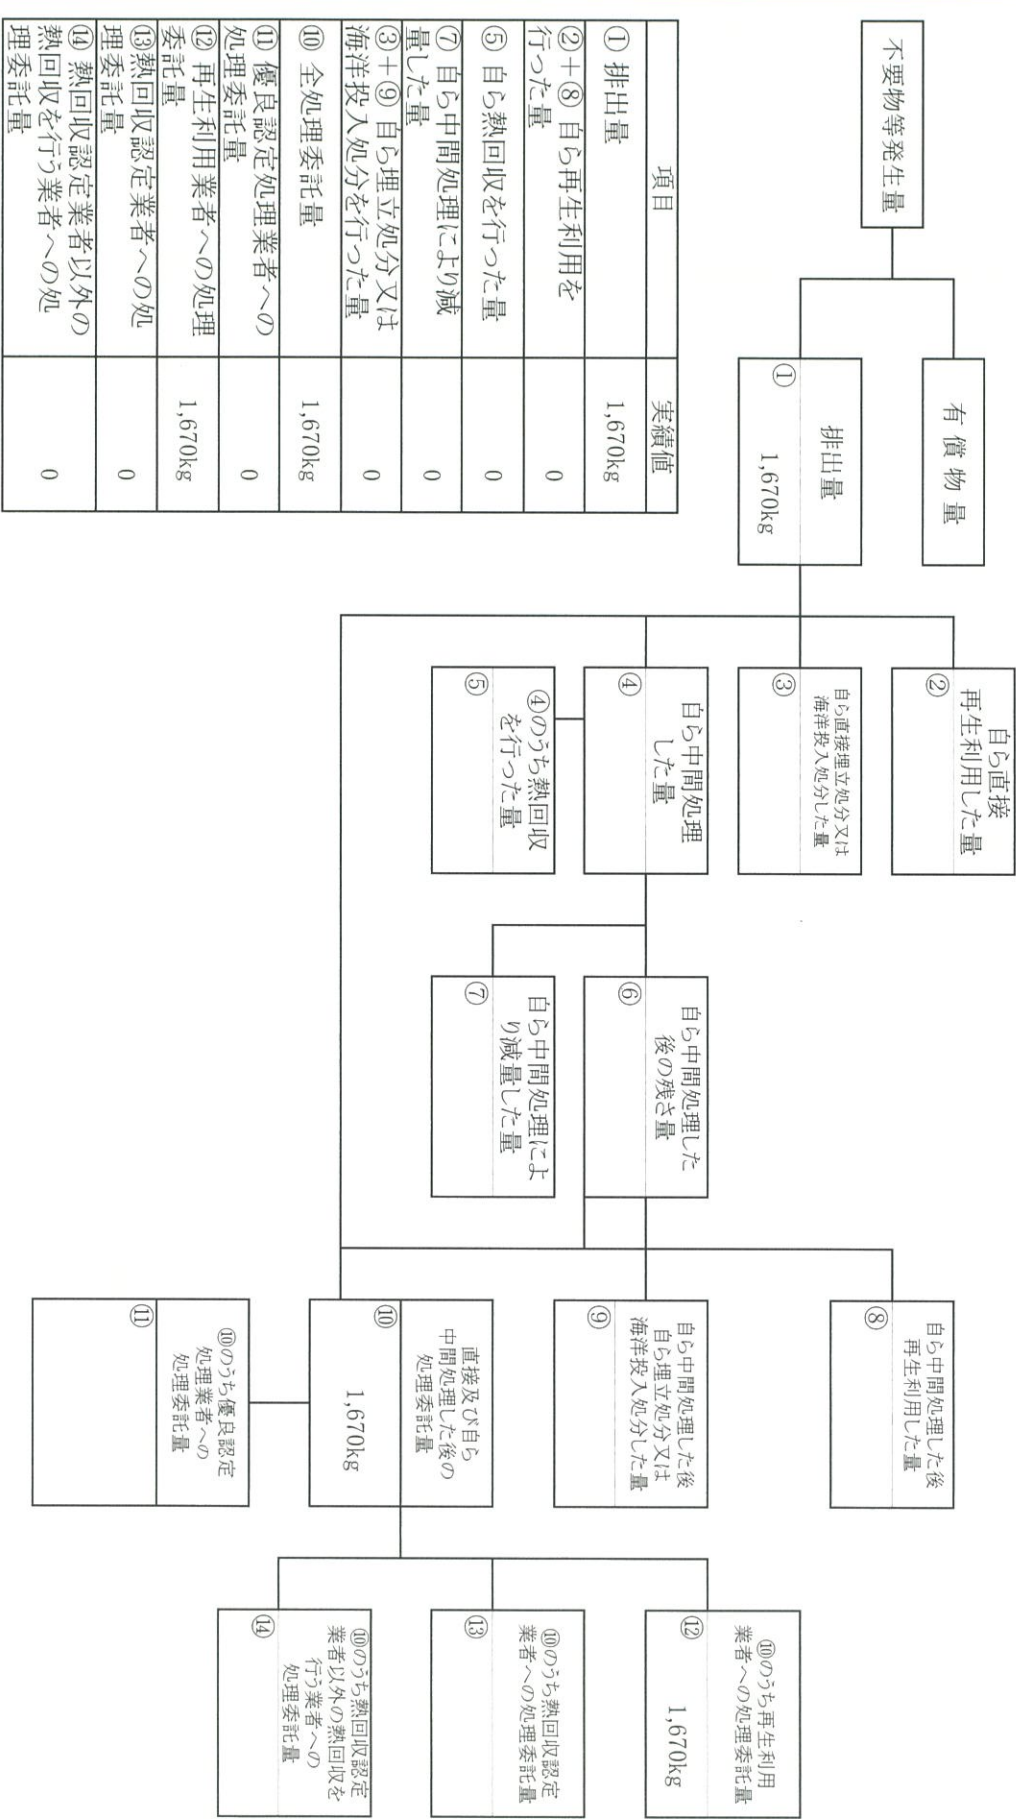 不要物等発生量
有 償 物 量
排出量
①
1,670kg
自ら直接
再生利用した量
②
自ら直接埋立処分又は
海洋投入処分した量
③
自ら中間処理
した量
④
④のうち熱回収
を行った量
⑤
自ら中間処理した
後の残さ量
⑥
自ら中間処理によ
り減量した量
⑦
自ら中間処理した後
再生利用した量
⑧
自ら中間処理した後
自ら埋立処分又は
海洋投入処分した量
⑨
直接及び自ら
中間処理した後の
処理委託量
⑩
1,670kg
⑩のうち優良認定
処理業者への
処理委託量
⑪
⑩のうち再生利用
業者への処理委託量
⑫
1,670kg
⑩のうち熱回収認定
業者への処理委託量
⑬
⑩のうち熱回収認定
業者以外の熱回収を
行う業者への
処理委託量
⑭
項目 実績値
① 排出量 1,670kg
②＋⑧ 自ら再生利用を
行った量 0
⑤ 自ら熱回収を行った量 0
⑦ 自ら中間処理により減
量した量 0
③＋⑨ 自ら埋立処分又は
海洋投入処分を行った量 0
⑩ 全処理委託量 1,670kg
⑪ 優良認定処理業者への
処理委託量 0
⑫ 再生利用業者への処理
委託量 1,670kg
⑬熱回収認定業者への処
理委託量 0
⑭ 熱回収認定業者以外の
熱回収を行う業者への処
理委託量 0